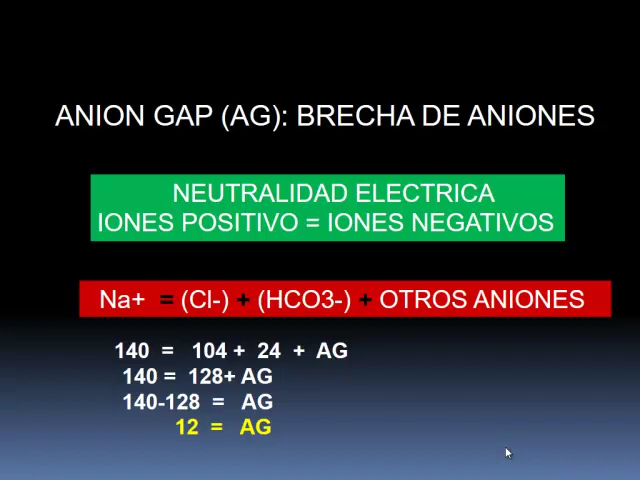 ANION GAP (AG): BRECHA DE ANIONES
NEUTRALIDAD ELECTRICA
IONES POSITIVO = IONES NEGATIVOS
Na+ = (Cl-) + (HCO3-) + OTROS ANIONES
140 = 104 + 24 + AG
140 = 128+ AG
140-128 = AG
12 = AG